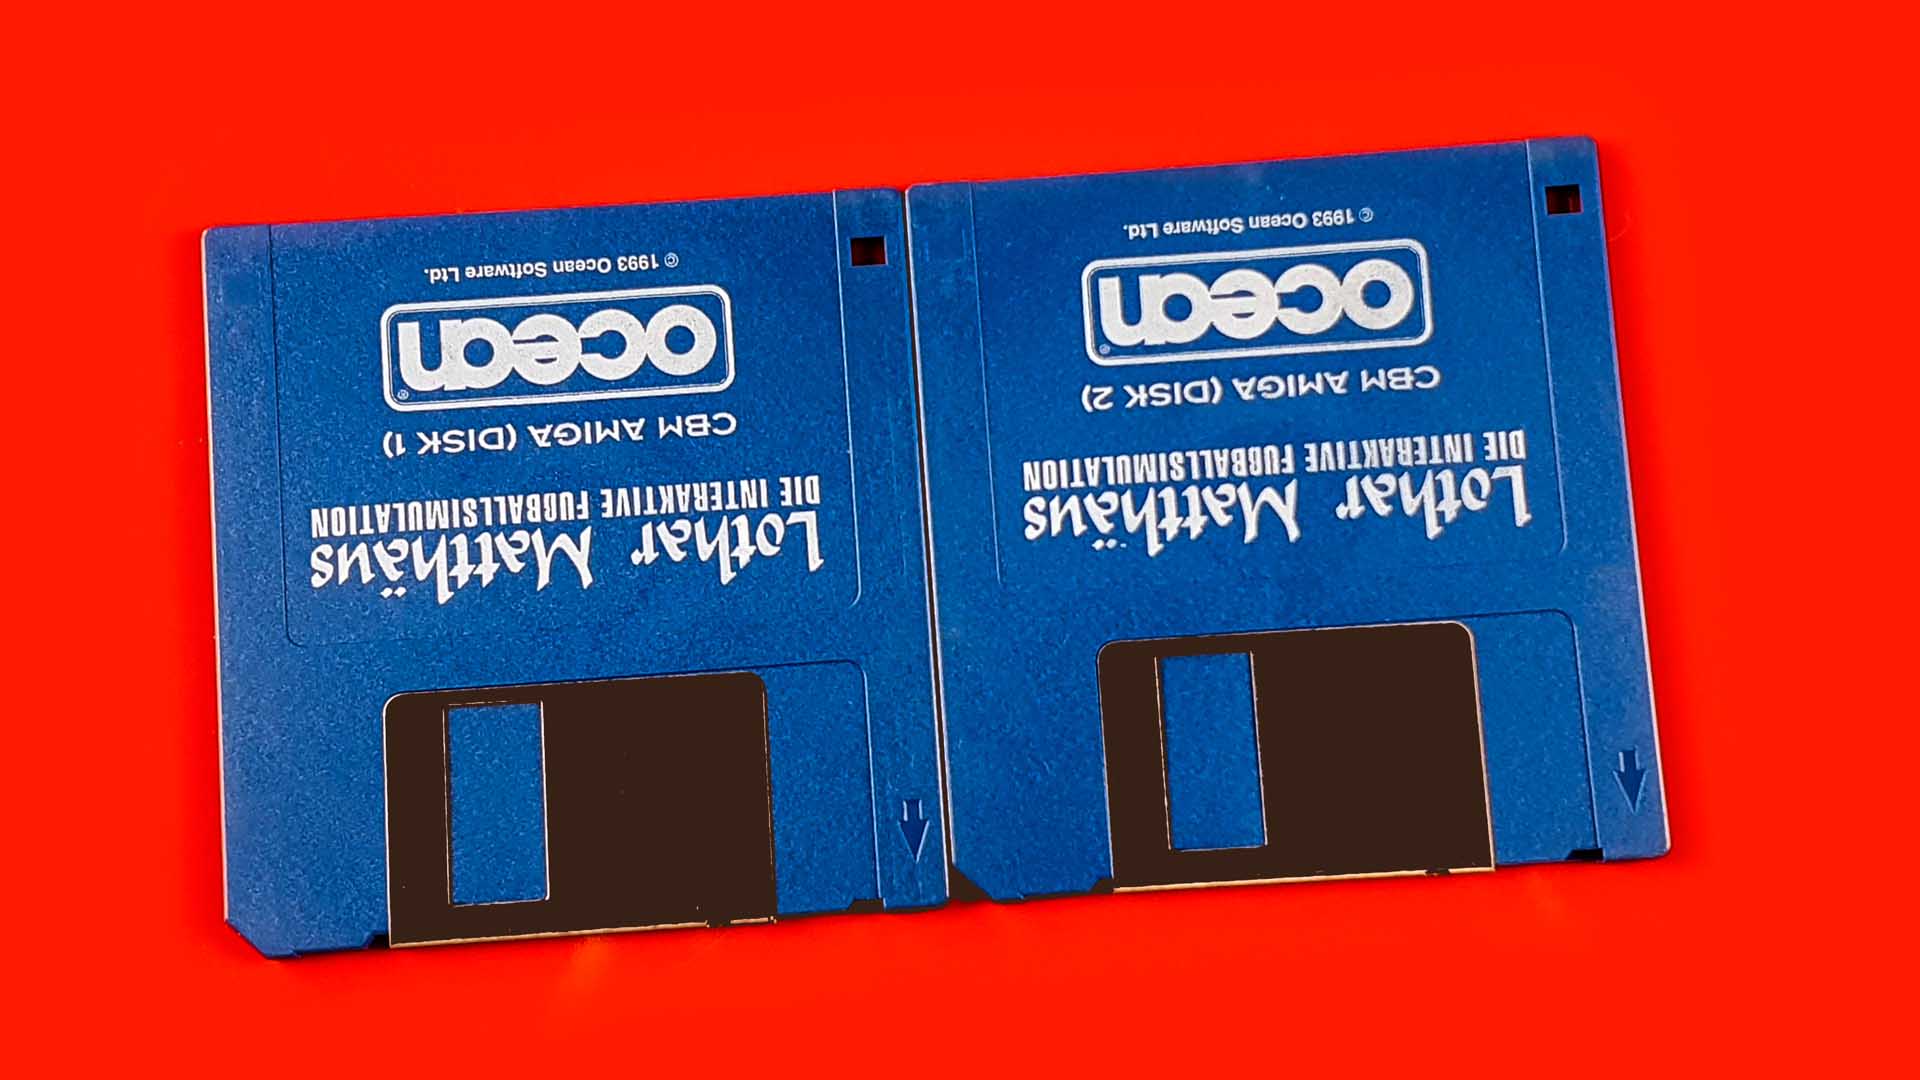 Lothar Matthäus
DIE INTERAKTIVE FUßBALLSIMULATION
CBM AMIGA (DISK 1)
ocean®
© 1993 Ocean Software Ltd.
Lothar Matthäus
DIE INTERAKTIVE FUßBALLSIMULATION
CBM AMIGA (DISK 2)
ocean®
© 1993 Ocean Software Ltd.